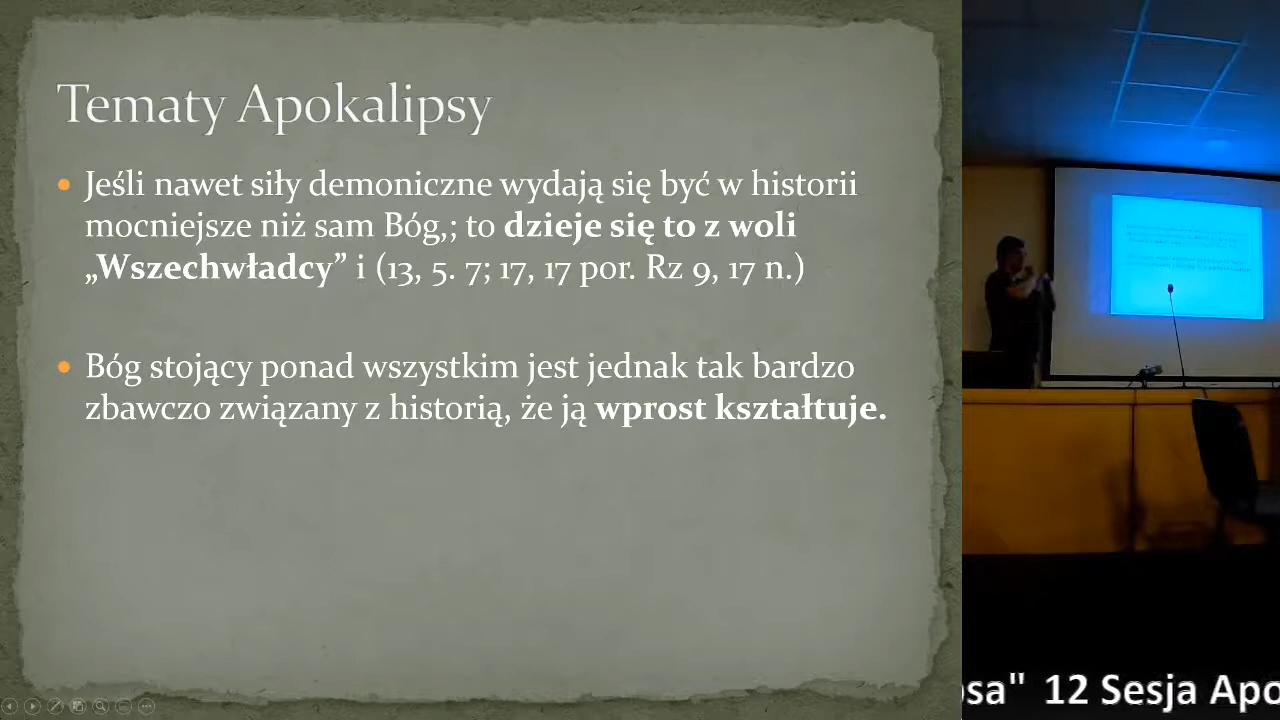 Tematy Apokalipsy
Jeśli nawet siły demoniczne wydają się być w historii
mocniejsze niż sam Bóg,; to dzieje się to z woli
„Wszechwładcy” i (13, 5. 7; 17, 17 por. Rz 9, 17 n.)
Bóg stojący ponad wszystkim jest jednak tak bardzo
zbawczo związany z historią, że ją wprost kształtuje.
sa" 12 Sesja Apo